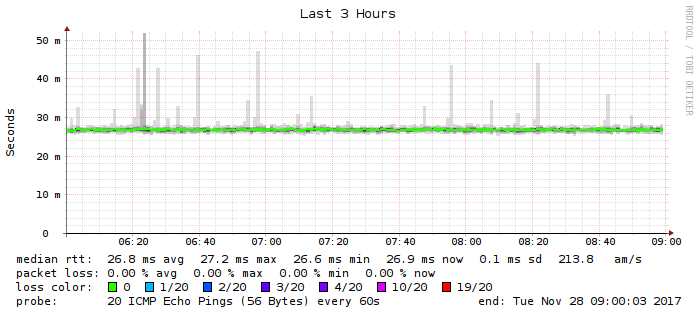 Last 3 Hours
RRDTOOL / TOBI OETIKER
Seconds
50 m
40 m
30 m
20 m
10 m
0
06:20 06:40 07:00 07:20 07:40 08:00 08:20 08:40 09:00
median rtt: 26.8 ms avg 27.2 ms max 26.6 ms min 26.9 ms now 0.1 ms sd 213.8 am/s
packet loss: 0.00 % avg 0.00 % max 0.00 % min 0.00 % now
loss color: 0 1/20 2/20 3/20 4/20 10/20 19/20
probe: 20 ICMP Echo Pings (56 Bytes) every 60s end: Tue Nov 28 09:00:03 2017